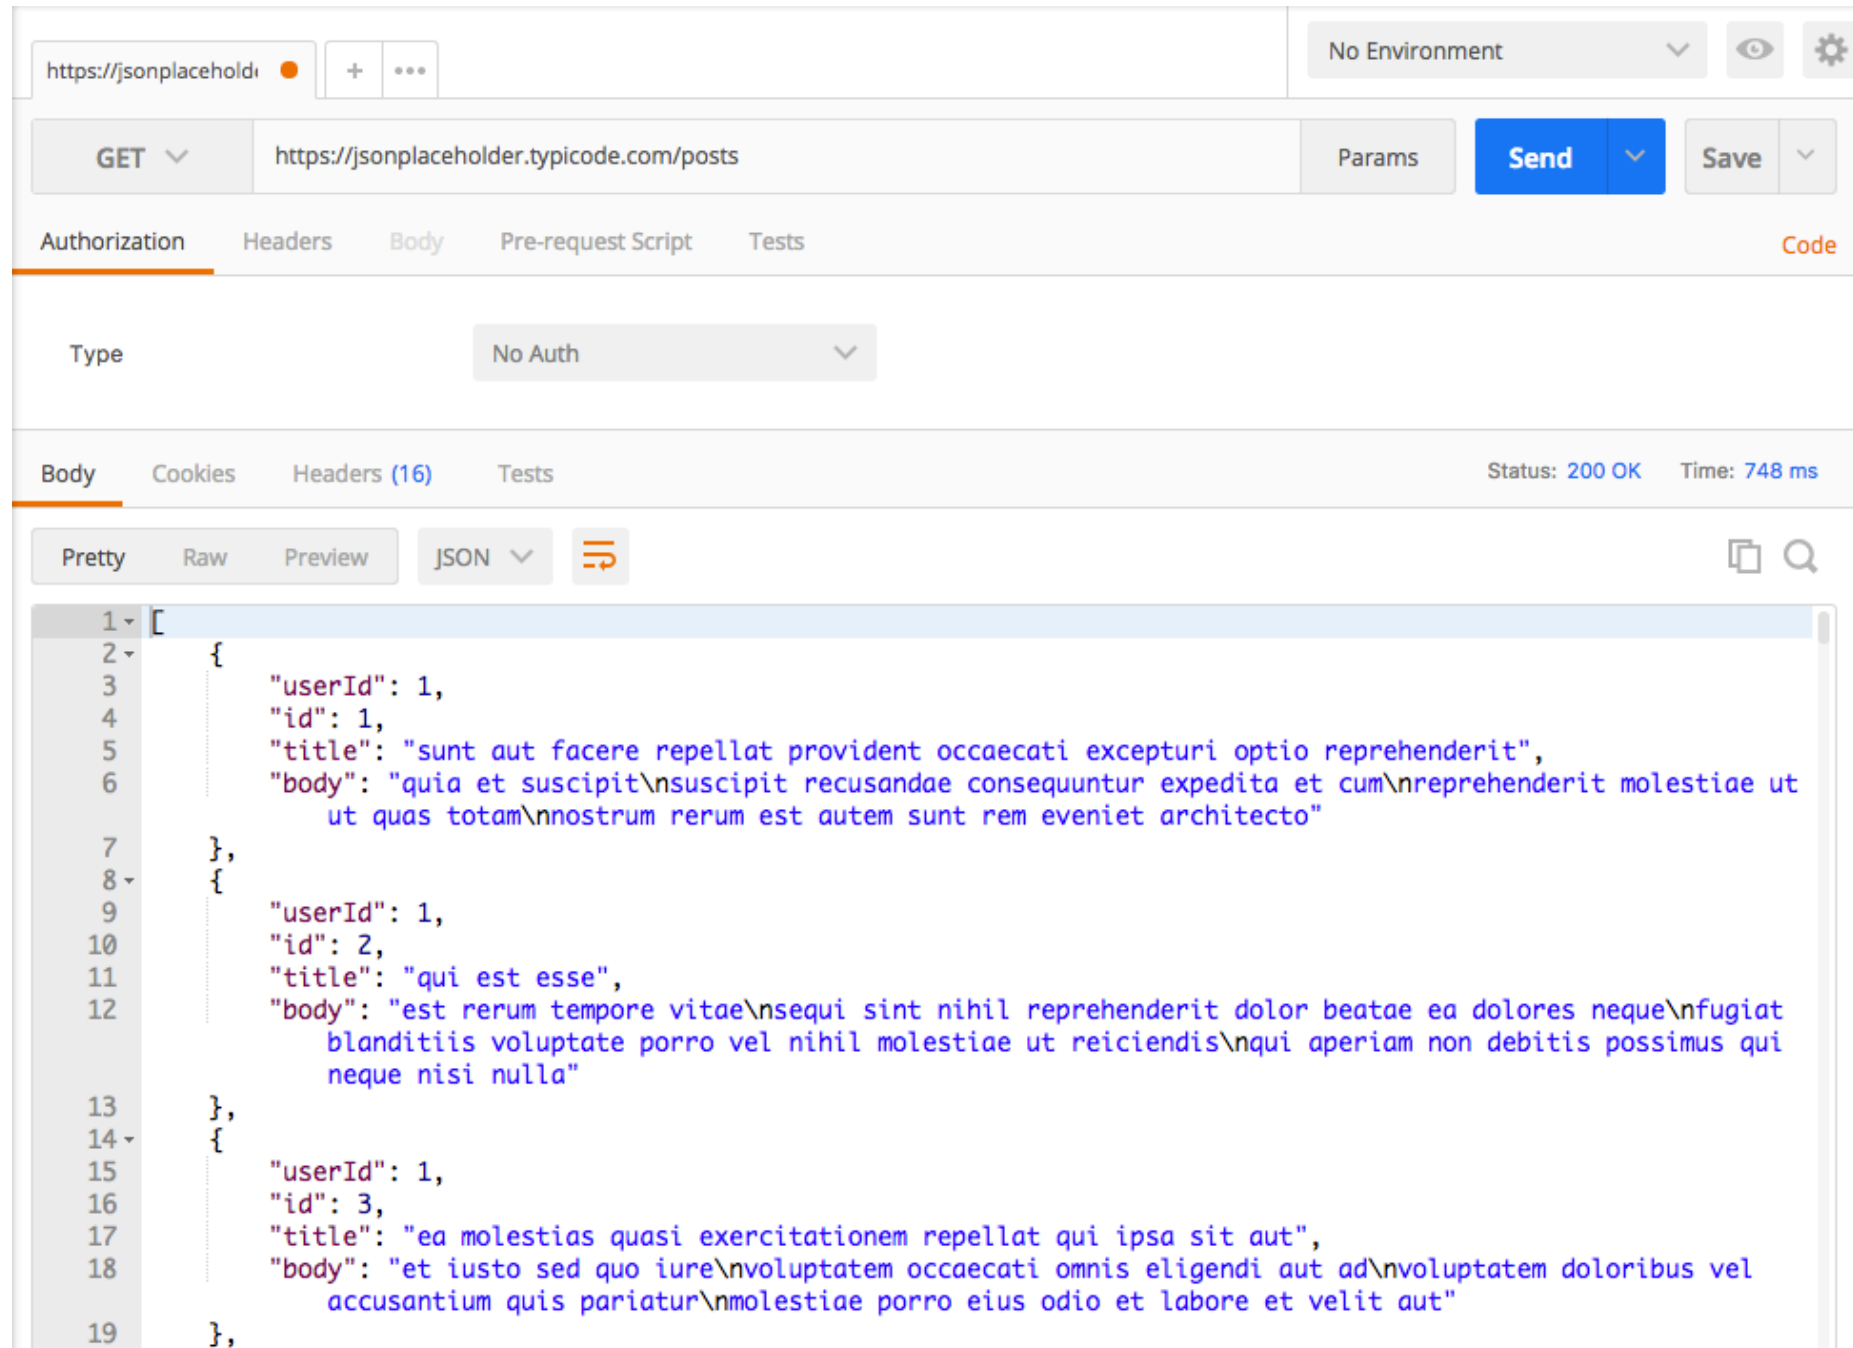 https://jsonplacehold
No Environment
GET
https://jsonplaceholder.typicode.com/posts
Params
Send
Save
Authorization
Headers
Body
Pre-request Script
Tests
Code
Type
No Auth
Body
Cookies
Headers (16)
Tests
Status: 200 OK
Time: 748 ms
Pretty
Raw
Preview
JSON
1 [
2 {
3 "userId": 1,
4 "id": 1,
5 "title": "sunt aut facere repellat provident occaecati excepturi optio reprehenderit",
6 "body": "quia et suscipit\nsuscipit recusandae consequuntur expedita et cum\nreprehenderit molestiae ut
ut quas totam\nnostrum rerum est autem sunt rem eveniet architecto"
7 },
8 {
9 "userId": 1,
10 "id": 2,
11 "title": "qui est esse",
12 "body": "est rerum tempore vitae\nsequi sint nihil reprehenderit dolor beatae ea dolores neque\nfugiat
blanditiis voluptate porro vel nihil molestiae ut reiciendis\nqui aperiam non debitis possimus qui
neque nisi nulla"
13 },
14 {
15 "userId": 1,
16 "id": 3,
17 "title": "ea molestias quasi exercitationem repellat qui ipsa sit aut",
18 "body": "et iusto sed quo iure\nvoluptatem occaecati omnis eligendi aut ad\nvoluptatem doloribus vel
accusantium quis pariatur\nmolestiae porro eius odio et labore et velit aut"
19 },